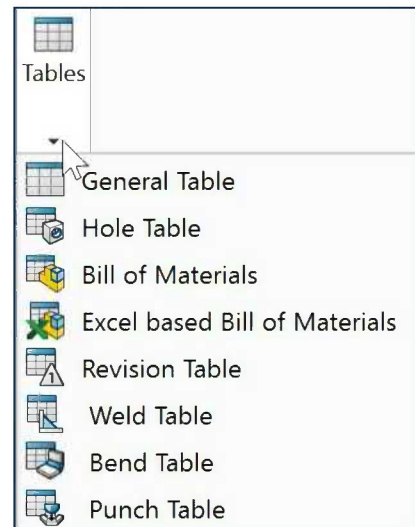 Tables
General Table
Hole Table
Bill of Materials
Excel based Bill of Materials
Revision Table
Weld Table
Bend Table
Punch Table